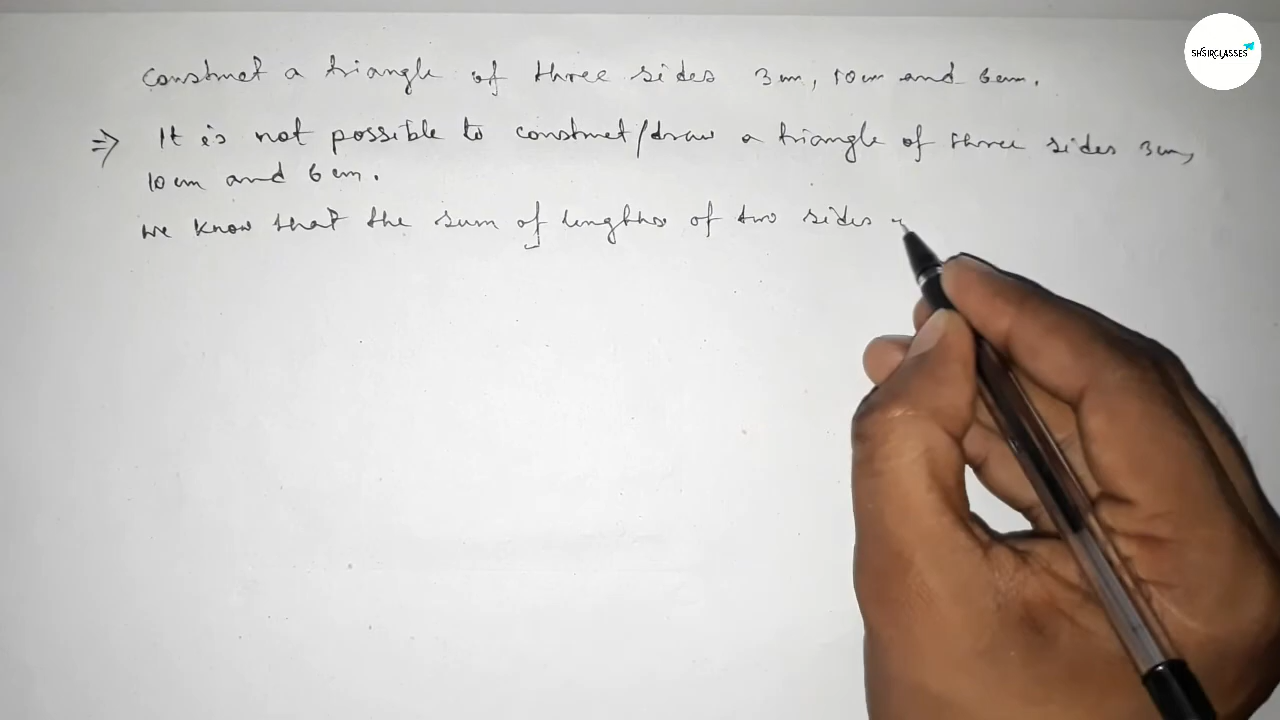 SHSIRCLASSES
Construct a triangle of three sides 3cm, 10cm and 6cm.
⇒ It is not possible to construct/draw a triangle of three sides 3cm,
10cm and 6cm.
we know that the sum of lengths of two sides